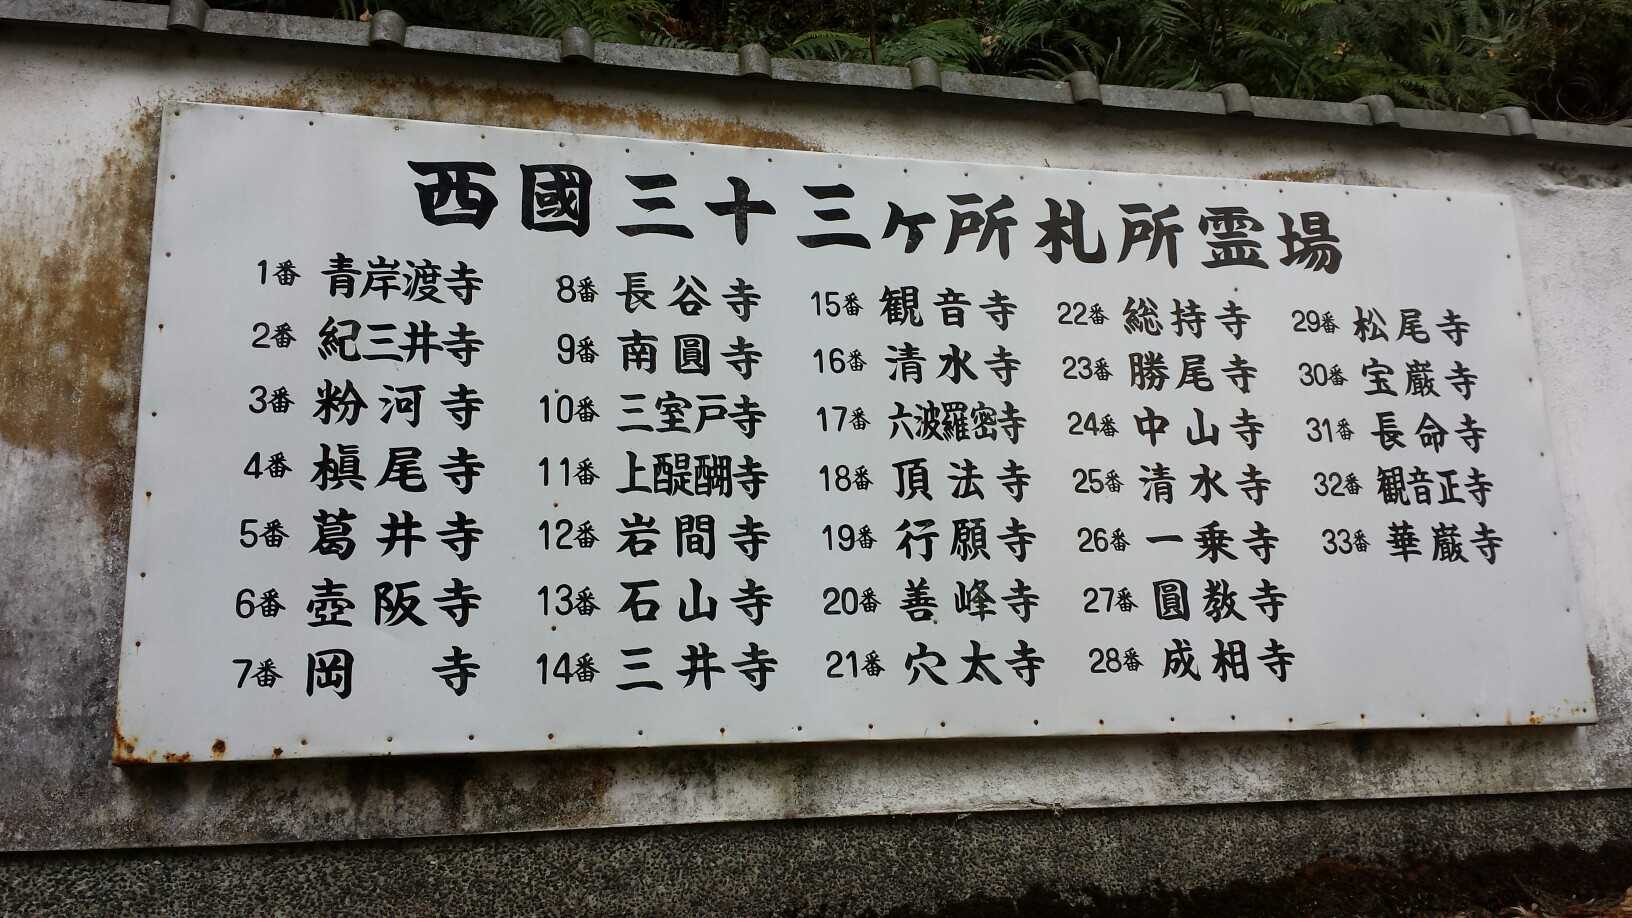 西國三十三ヶ所札所霊場
1番 青岸渡寺
2番 紀三井寺
3番 粉河寺
4番 槇尾寺
5番 葛井寺
6番 壺阪寺
7番 岡寺
8番 長谷寺
9番 南圓寺
10番 三室戸寺
11番 上醍醐寺
12番 岩間寺
13番 石山寺
14番 三井寺
15番 観音寺
16番 清水寺
17番 六波羅密寺
18番 頂法寺
19番 行願寺
20番 善峰寺
21番 穴太寺
22番 総持寺
23番 勝尾寺
24番 中山寺
25番 清水寺
26番 一乗寺
27番 圓教寺
28番 成相寺
29番 松尾寺
30番 宝厳寺
31番 長命寺
32番 観音正寺
33番 華厳寺